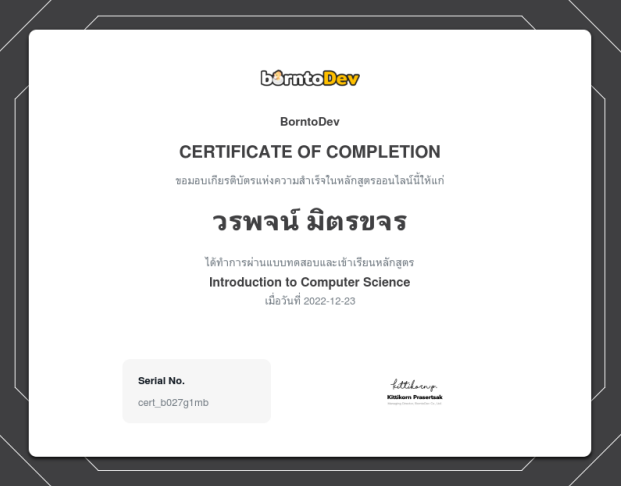 borntoDev
BorntoDev
CERTIFICATE OF COMPLETION
ขอมอบเกียรติบัตรแห่งความสำเร็จในหลักสูตรออนไลน์นี้ให้แก่
วรพจน์ มิตรขจร
ได้ทำการผ่านแบบทดสอบและเข้าเรียนหลักสูตร
Introduction to Computer Science
เมื่อวันที่ 2022-12-23
Serial No.
cert_b027g1mb
Kittikorn P.
Kittikorn Prasertsak